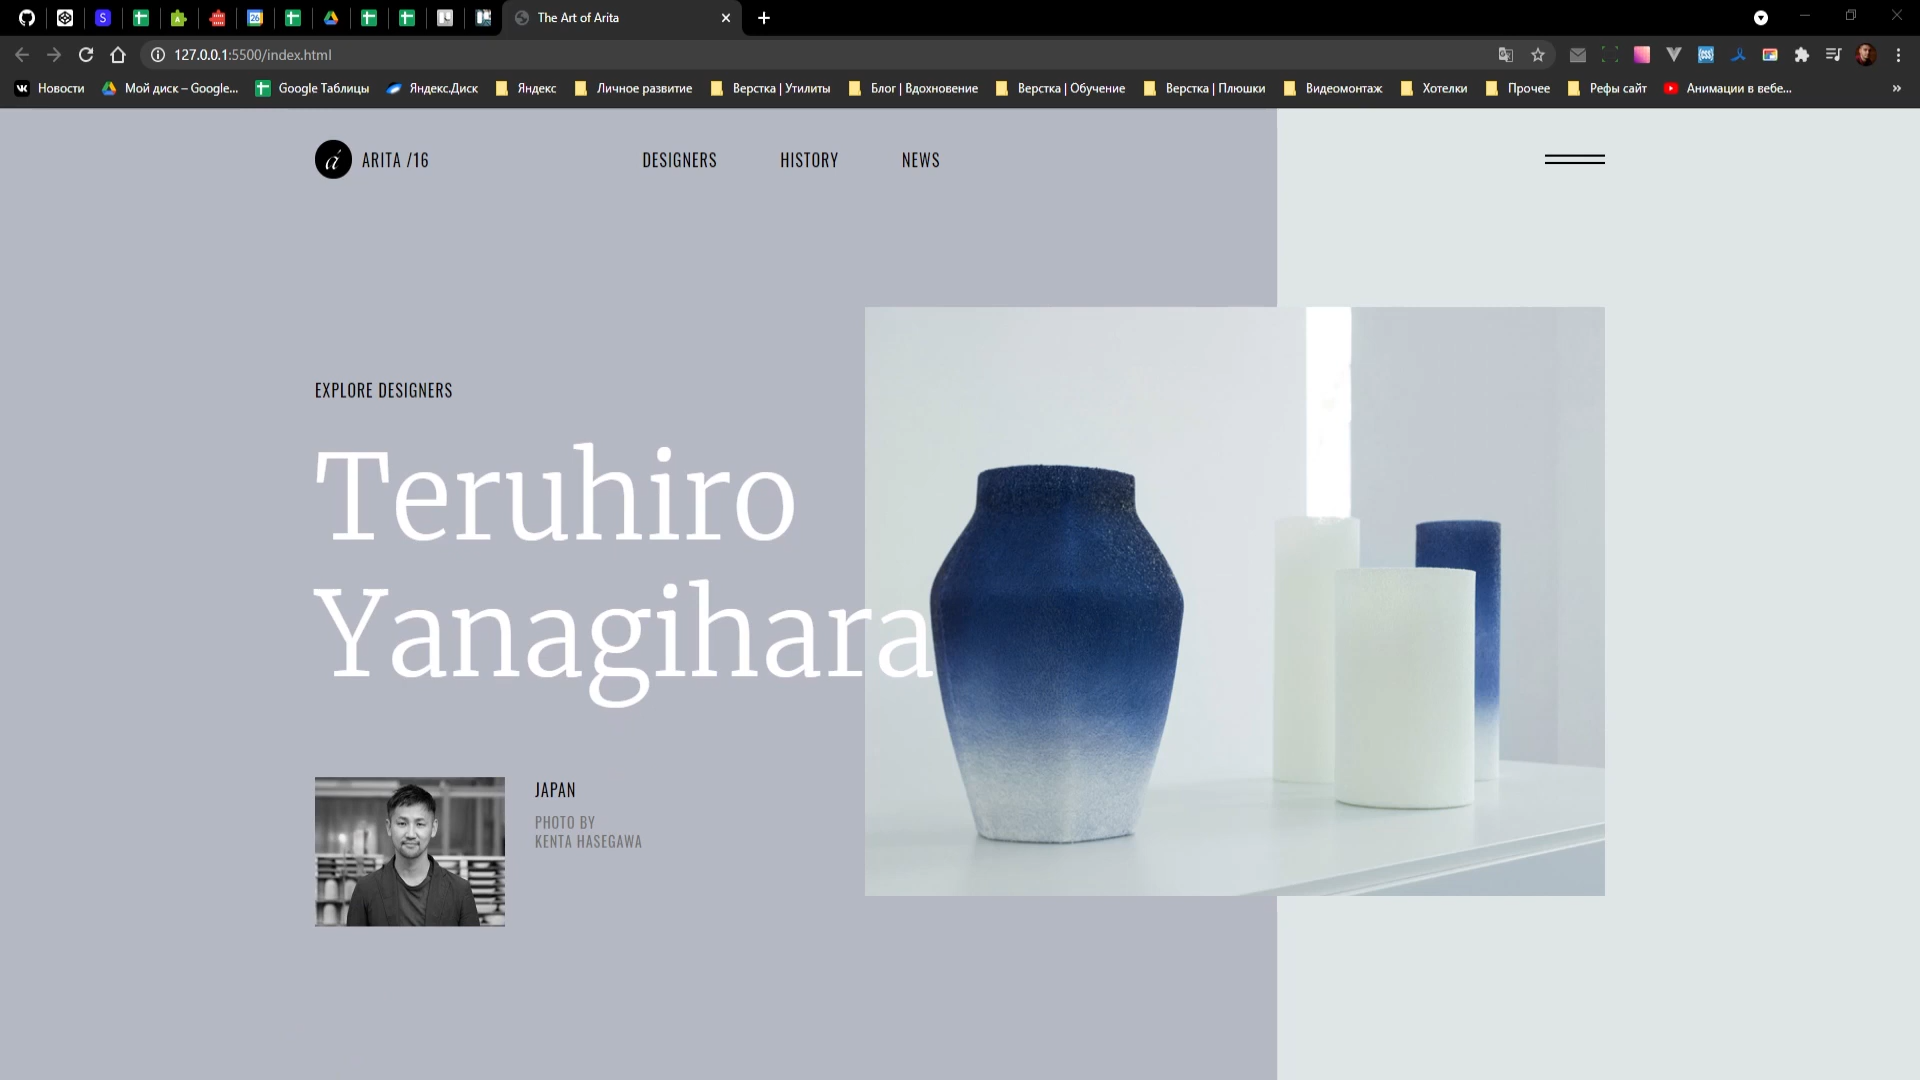 S
26
The Art of Arita
127.0.0.1:5500/index.html
Новости
Мой диск – Google...
Google Таблицы
Яндекс.Диск
Яндекс
Личное развитие
Верстка | Утилиты
Блог | Вдохновение
Верстка | Обучение
Верстка | Плюшки
Видеомонтаж
Хотелки
Прочее
Рефы сайт
Анимации в вебе...
á ARITA /16
DESIGNERS
HISTORY
NEWS
EXPLORE DESIGNERS
Teruhiro
Yanagihara
JAPAN
PHOTO BY
KENTA HASEGAWA